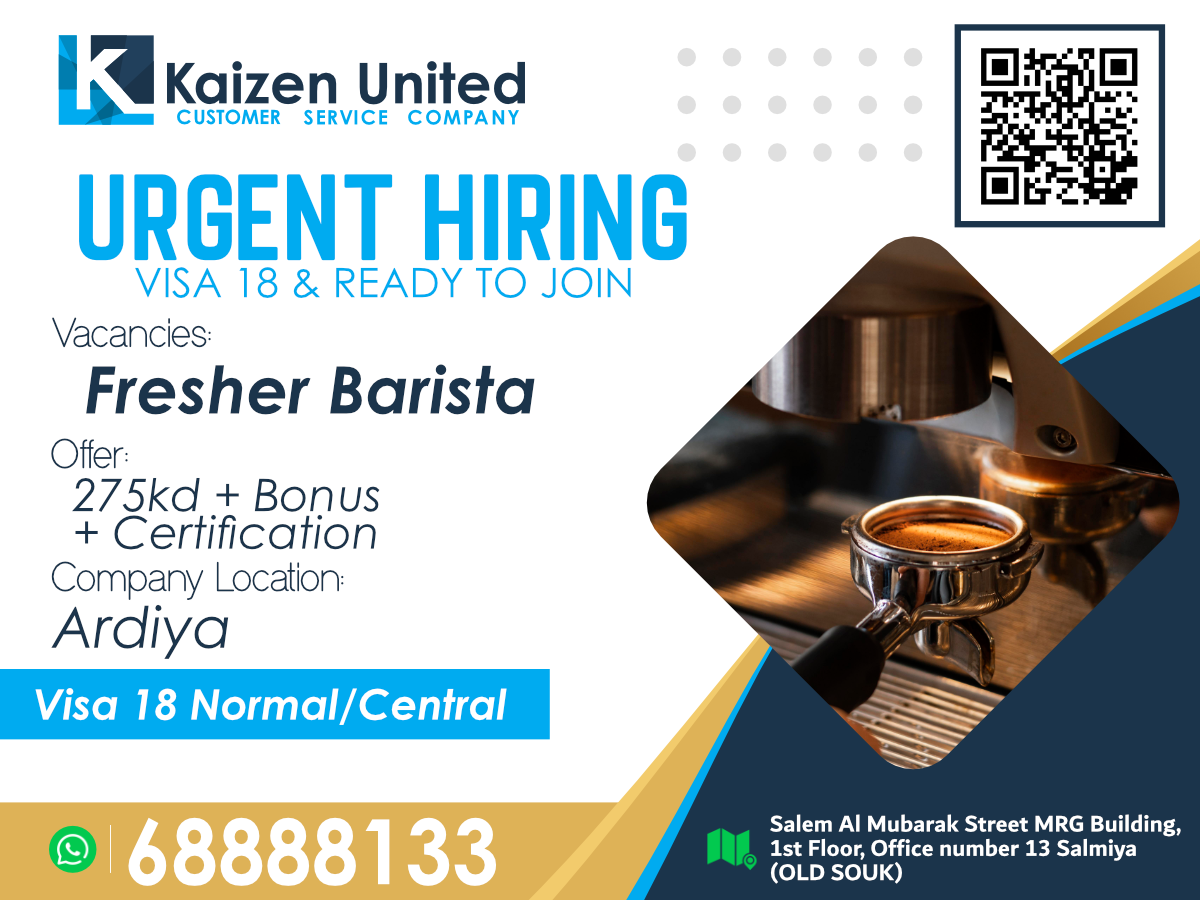 Kaizen United
CUSTOMER SERVICE COMPANY
URGENT HIRING
VISA 18 & READY TO JOIN
Vacancies:
Fresher Barista
Offer:
275kd + Bonus
+ Certification
Company Location:
Ardiya
Visa 18 Normal/Central
68888133
Salem Al Mubarak Street MRG Building,
1st Floor, Office number 13 Salmiya
(OLD SOUK)